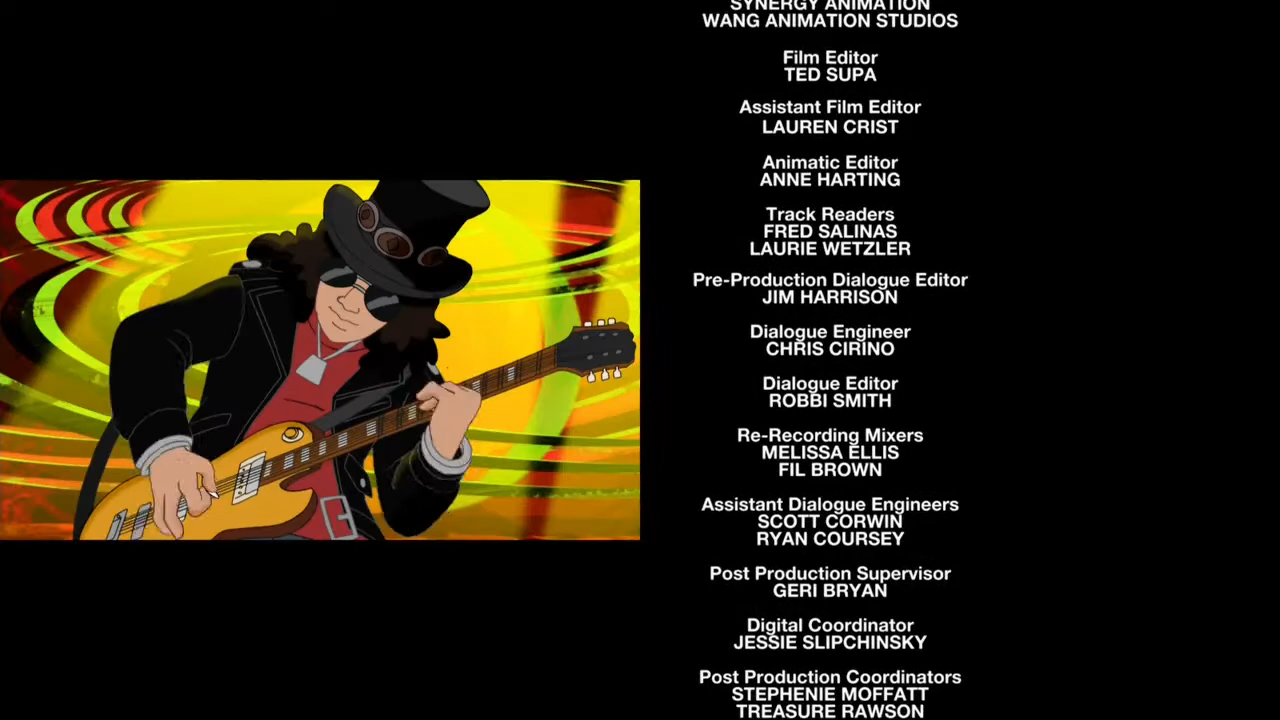 SYNERGY ANIMATION
WANG ANIMATION STUDIOS
Film Editor
TED SUPA
Assistant Film Editor
LAUREN CRIST
Animatic Editor
ANNE HARTING
Track Readers
FRED SALINAS
LAURIE WETZLER
Pre-Production Dialogue Editor
JIM HARRISON
Dialogue Engineer
CHRIS CIRINO
Dialogue Editor
ROBBI SMITH
Re-Recording Mixers
MELISSA ELLIS
FIL BROWN
Assistant Dialogue Engineers
SCOTT CORWIN
RYAN COURSEY
Post Production Supervisor
GERI BRYAN
Digital Coordinator
JESSIE SLIPCHINSKY
Post Production Coordinators
STEPHENIE MOFFATT
TREASURE RAWSON